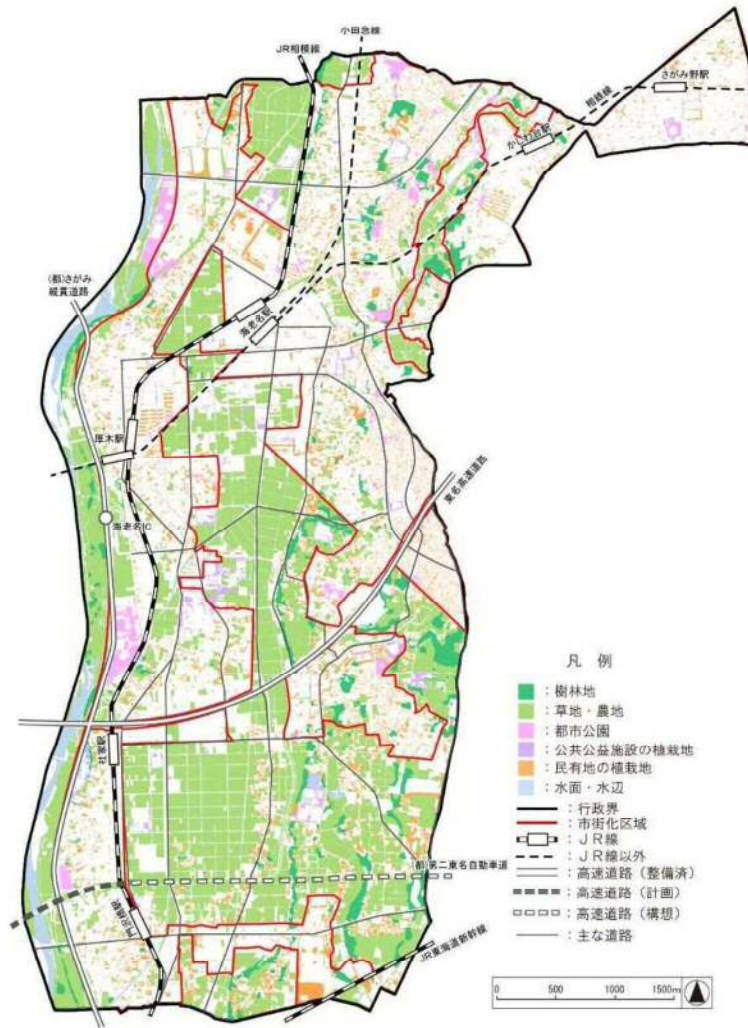 小田急線
JR相模線
さがみ野駅
相鉄線
かしわ台駅
(都)さがみ
縦貫道路
海老名駅
厚木駅
東名高速道路
海老名IC
社家駅
(都)第二東名自動車道
門沢橋駅
JR東海道新幹線
凡 例
：樹林地
：草地・農地
：都市公園
：公共公益施設の植栽地
：民有地の植栽地
：水面・水辺
：行政界
：市街化区域
：ＪＲ線
：ＪＲ線以外
：高速道路（整備済）
：高速道路（計画）
：高速道路（構想）
：主な道路
0 500 1000 1500m